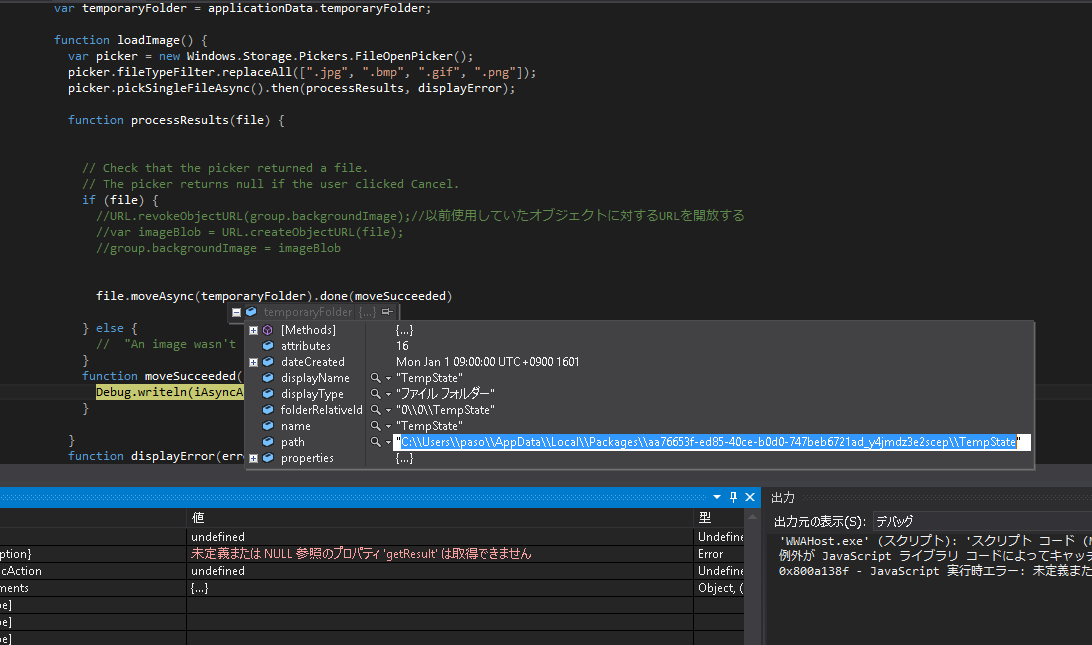 var temporaryFolder = applicationData.temporaryFolder;
function loadImage() {
var picker = new Windows.Storage.Pickers.FileOpenPicker();
picker.fileTypeFilter.replaceAll([".jpg", ".bmp", ".gif", ".png"]);
picker.pickSingleFileAsync().then(processResults, displayError);
function processResults(file) {
// Check that the picker returned a file.
// The picker returns null if the user clicked Cancel.
if (file) {
//URL.revokeObjectURL(group.backgroundImage);//以前使用していたオブジェクトに対するURLを開放する
//var imageBlob = URL.createObjectURL(file);
//group.backgroundImage = imageBlob
file.moveAsync(temporaryFolder).done(moveSucceeded)
temporaryFolder {...}
[Methods] {...}
} else {
attributes 16
// "An image wasn't
dateCreated Mon Jan 1 09:00:00 UTC+0900 1601
}
function moveSucceeded(
displayName "TempState"
Debug.writeln(iAsyncA
displayType "ファイル フォルダー"
}
folderRelativeId "0\\0\\TempState"
name "TempState"
}
path "C:\\Users\\paso\\AppData\\Local\\Packages\\aa76653f-ed85-40ce-b0d0-747beb6721ad_y4jmdz3e2scep\\TempState"
function displayError(err
properties {...}
出力
値 型
出力元の表示(S): デバッグ
undefined Undefine
ption} 未定義または NULL 参照のプロパティ 'getResult' は取得できません Error
cAction undefined Undefine
ments {...} Object, (
pe]
pe]
pe]
'WWAHost.exe' (スクリプト): 'スクリプト コード (M
例外が JavaScript ライブラリ コードによってキャッチ
0x800a138f - JavaScript 実行時エラー: 未定義また